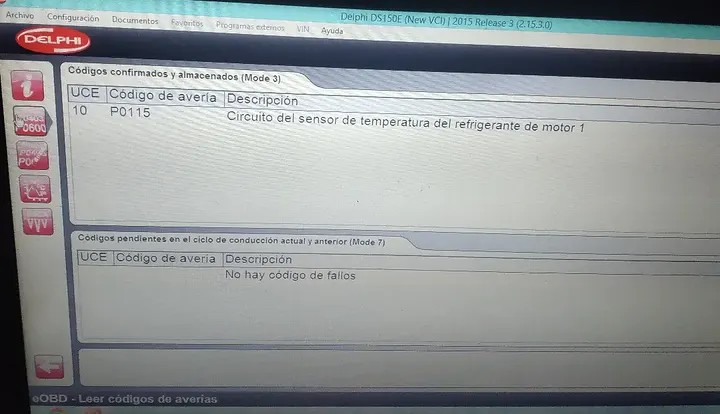 Delphi DS150E (New VCI) | 2015 Release 3 (2.15.3.0)
Archivo Configuración Documentos Favoritos Programas externos VIN Ayuda
DELPHI
Códigos confirmados y almacenados (Mode 3)
UCE Código de avería Descripción
10 P0115 Circuito del sensor de temperatura del refrigerante de motor 1
Códigos pendientes en el ciclo de conducción actual y anterior (Mode 7)
UCE Código de avería Descripción
No hay código de fallos
eOBD - Leer códigos de averías